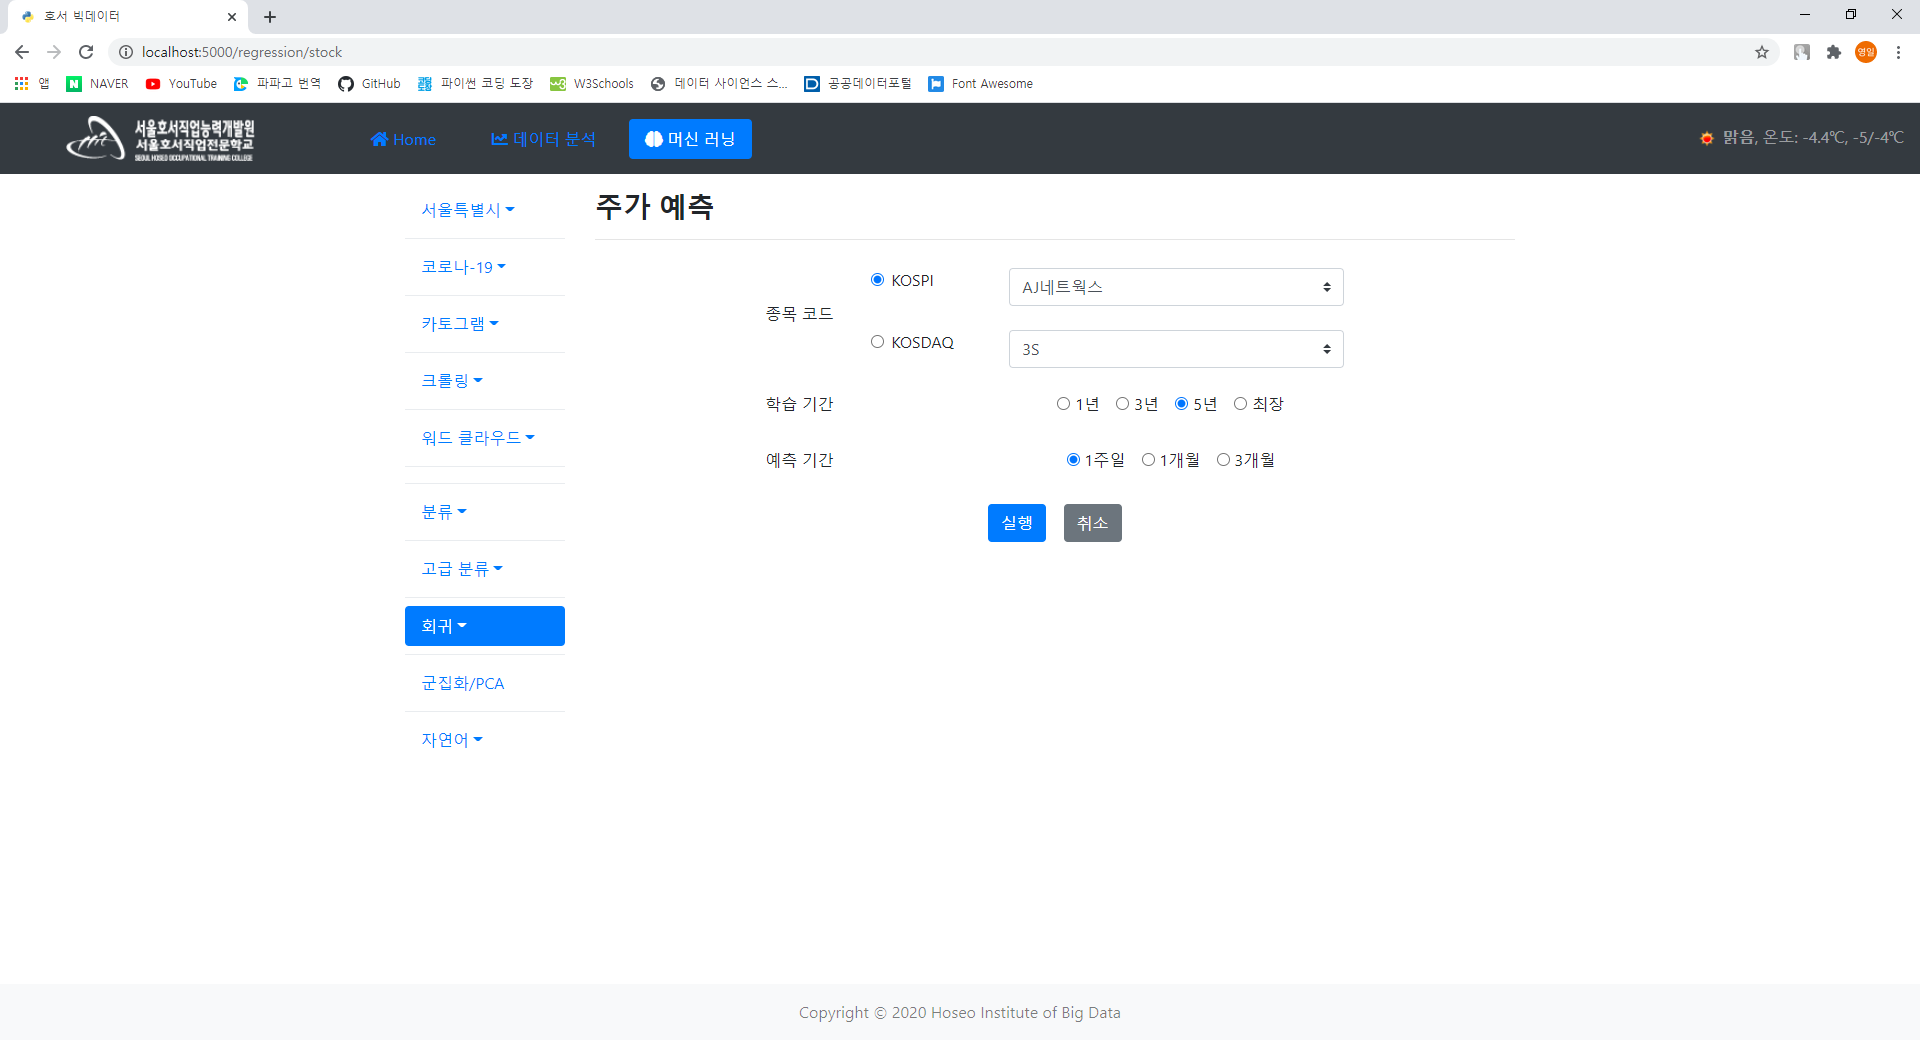 호서 빅데이터
localhost:5000/regression/stock
영일
앱 NAVER YouTube 파파고 번역 GitHub 파이썬 코딩 도장 W3Schools 데이터 사이언스 스... 공공데이터포털 Font Awesome
서울호서직업능력개발원
서울호서직업전문학교
SEOUL HOSEO OCCUPATIONAL TRAINING COLLEGE
Home 데이터 분석 머신 러닝 맑음, 온도: -4.4℃, -5/-4℃
서울특별시
코로나-19
카토그램
크롤링
워드 클라우드
분류
고급 분류
회귀
군집화/PCA
자연어
주가 예측
종목 코드
KOSPI AJ네트웍스
KOSDAQ 3S
학습 기간 1년 3년 5년 최장
예측 기간 1주일 1개월 3개월
실행 취소
Copyright © 2020 Hoseo Institute of Big Data